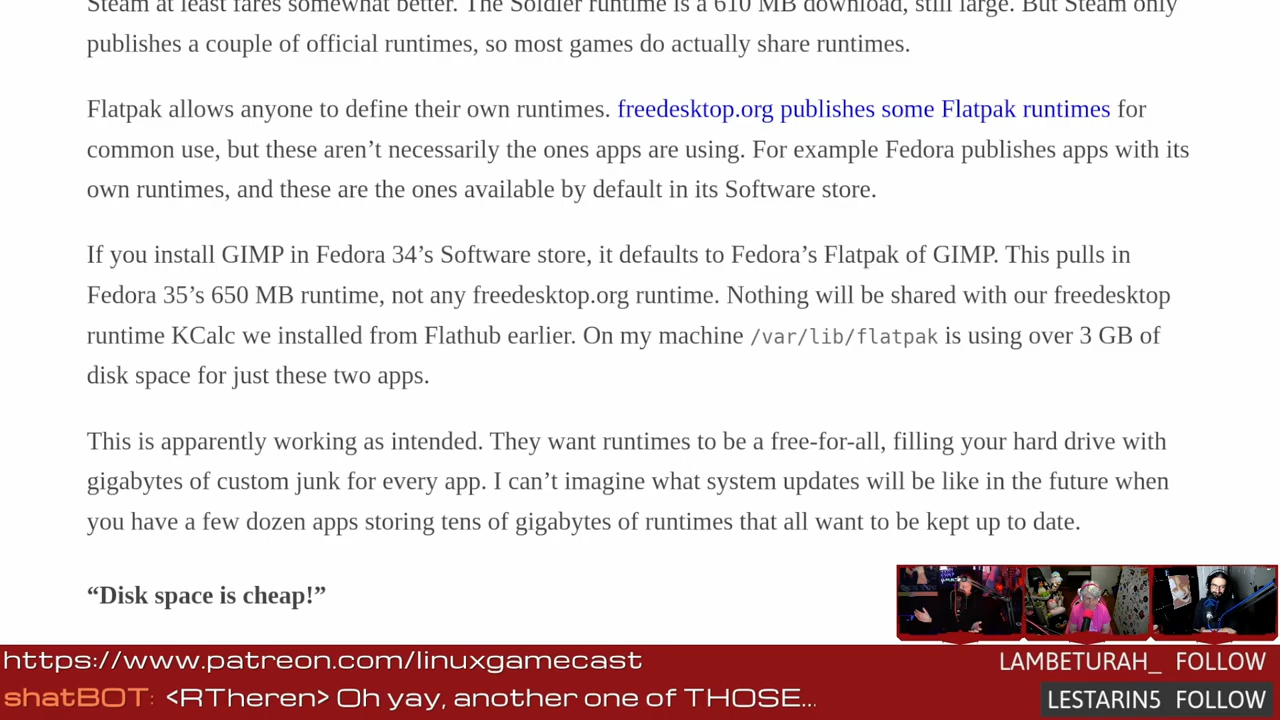 Steam at least fares somewhat better. The Soldier runtime is a 610 MB download, still large. But Steam only
publishes a couple of official runtimes, so most games do actually share runtimes.
Flatpak allows anyone to define their own runtimes. freedesktop.org publishes some Flatpak runtimes for
common use, but these aren’t necessarily the ones apps are using. For example Fedora publishes apps with its
own runtimes, and these are the ones available by default in its Software store.
If you install GIMP in Fedora 34’s Software store, it defaults to Fedora’s Flatpak of GIMP. This pulls in
Fedora 35’s 650 MB runtime, not any freedesktop.org runtime. Nothing will be shared with our freedesktop
runtime KCalc we installed from Flathub earlier. On my machine /var/lib/flatpak is using over 3 GB of
disk space for just these two apps.
This is apparently working as intended. They want runtimes to be a free-for-all, filling your hard drive with
gigabytes of custom junk for every app. I can’t imagine what system updates will be like in the future when
you have a few dozen apps storing tens of gigabytes of runtimes that all want to be kept up to date.
“Disk space is cheap!”
https://www.patreon.com/linuxgamecast
LAMBETURAH_ FOLLOW
shatBOT: <RTheren> Oh yay, another one of THOSE...
LESTARIN5 FOLLOW